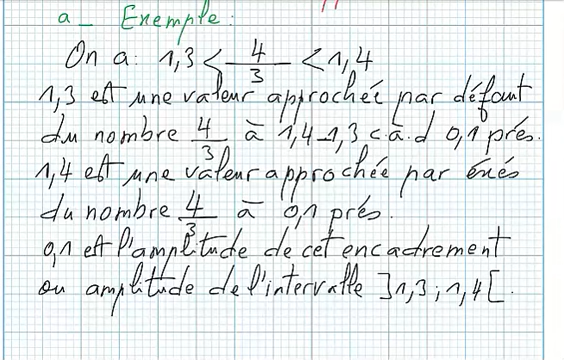 a_ Exemple:
On a: 1,3 < 4/3 < 1,4
1,3 est une valeur approchée par défaut
du nombre 4/3 à 1,4-1,3 c.à.d 0,1 prés.
1,4 est une valeur approchée par éxés
du nombre 4/3 à 0,1 prés.
0,1 est l'amplitude de cet encadrement
ou amplitude de l'intervalle ]1,3 ; 1,4[.